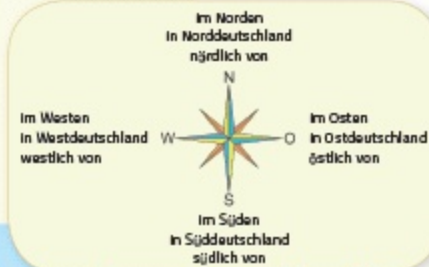 im Norden
in Norddeutschland
nördlich von
N
im Westen
in Westdeutschland
westlich von
W
O
im Osten
in Ostdeutschland
östlich von
S
im Süden
in Süddeutschland
südlich von